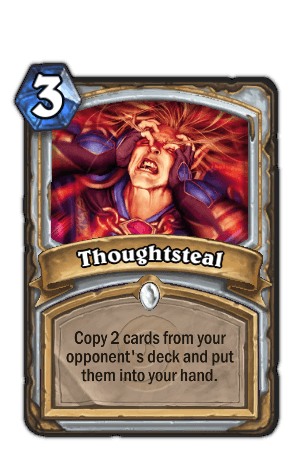 3
Thoughtsteal
Copy 2 cards from your
opponent's deck and put
them into your hand.